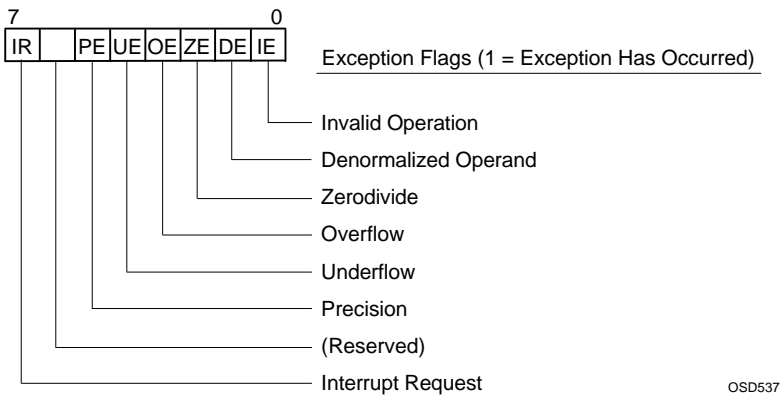 7 0
IR PE UE OE ZE DE IE
Exception Flags (1 = Exception Has Occurred)
Invalid Operation
Denormalized Operand
Zerodivide
Overflow
Underflow
Precision
(Reserved)
Interrupt Request
OSD537